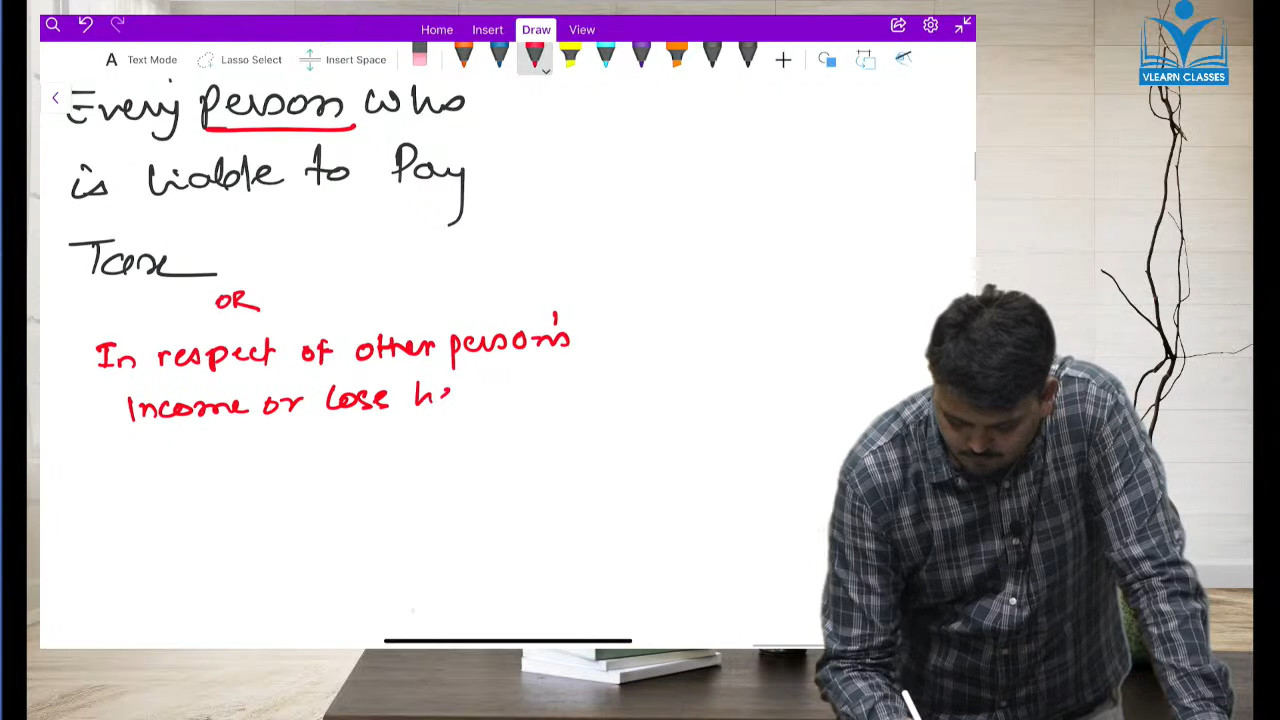 Home Insert Draw View
VLEARN CLASSES
Text Mode Lasso Select Insert Space
Every person who
is liable to Pay
Tax
OR
In respect of other person's
Income or Loss